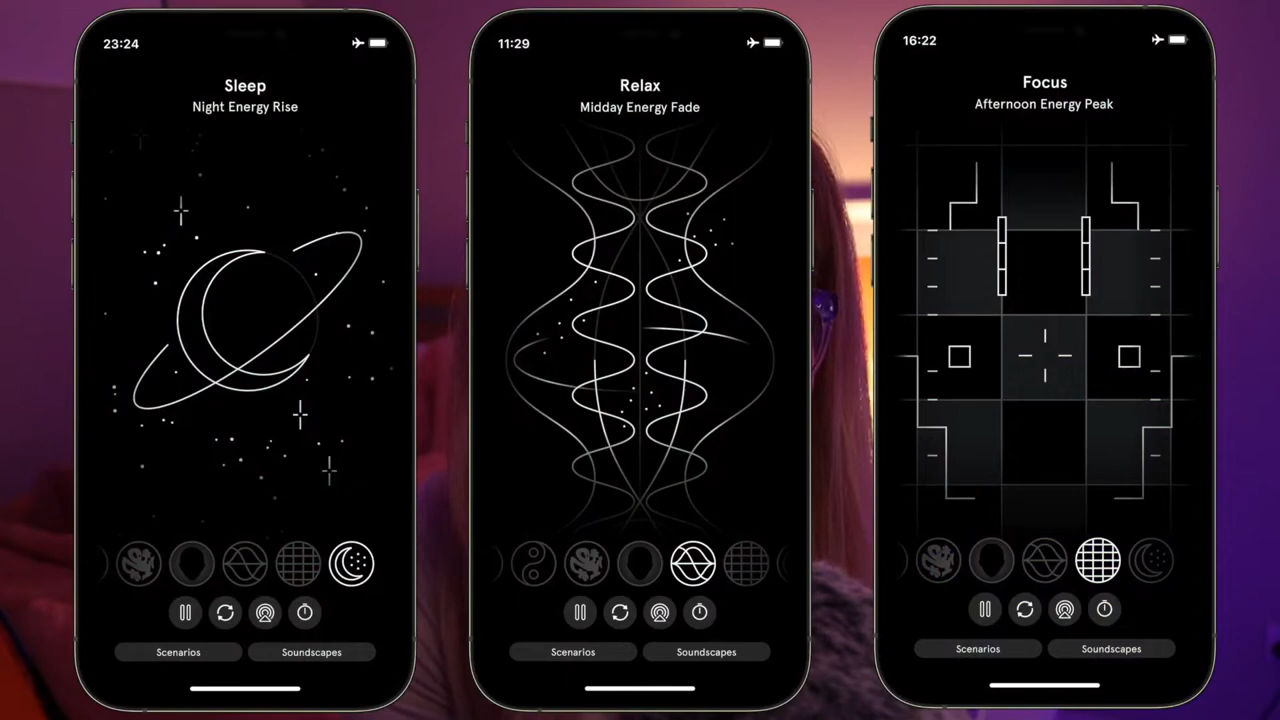 23:24
Sleep
Night Energy Rise
Scenarios
Soundscapes
11:29
Relax
Midday Energy Fade
Scenarios
Soundscapes
16:22
Focus
Afternoon Energy Peak
Scenarios
Soundscapes